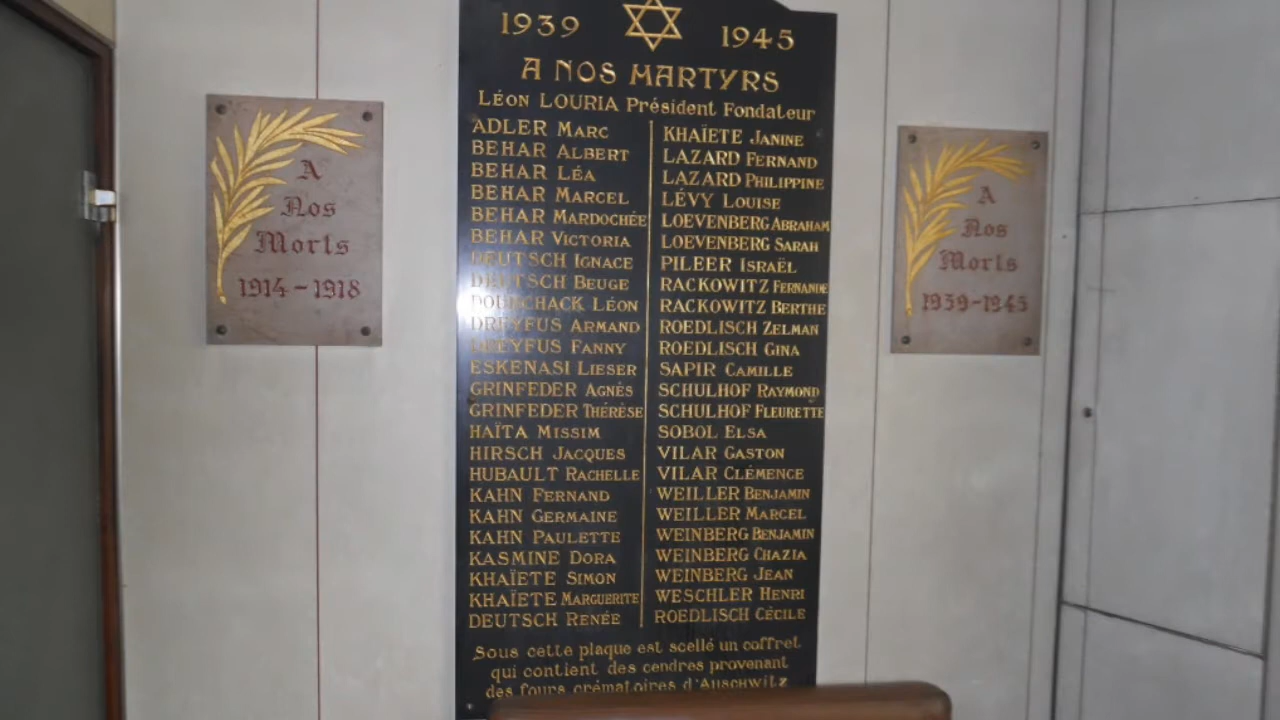 A
Nos
Morts
1914-1918
1939 1945
A NOS MARTYRS
LÉON LOURIA Président Fondateur
ADLER MARC
BEHAR ALBERT
BEHAR LÉA
BEHAR MARCEL
BEHAR MARDOCHÉE
BEHAR VICTORIA
DEUTSCH IGNACE
DEUTSCH BEUGE
LÉON
DREYFUS ARMAND
DREYFUS FANNY
ESKENASI LIESER
GRINFEDER AGNÈS
GRINFEDER THÉRÈSE
HAÏTA MISSIM
HIRSCH JACQUES
HUBAULT RACHELLE
KAHN FERNAND
KAHN GERMAINE
KAHN PAULETTE
KASMINE DORA
KHAÏETE SIMON
KHAÏETE MARGUERITE
DEUTSCH RENÉE
KHAÏETE JANINE
LAZARD FERNAND
LAZARD PHILIPPINE
LÉVY LOUISE
LOEVENBERG ABRAHAM
LOEVENBERG SARAH
PILEER ISRAËL
RACKOWITZ FERNANDE
RACKOWITZ BERTHE
ROEDLISCH ZELMAN
ROEDLISCH GINA
SAPIR CAMILLE
SCHULHOF RAYMOND
SCHULHOF FLEURETTE
SOBOL ELSA
VILAR GASTON
VILAR CLÉMENCE
WEILLER BENJAMIN
WEILLER MARCEL
WEINBERG BENJAMIN
WEINBERG CHAZIA
WEINBERG JEAN
WESCHLER HENRI
ROEDLISCH CÉCILE
Sous cette plaque est scellé un coffret
qui contient des cendres provenant
des fours crématoires d'AUSCHWITZ
A
Nos
Morts
1939-1945